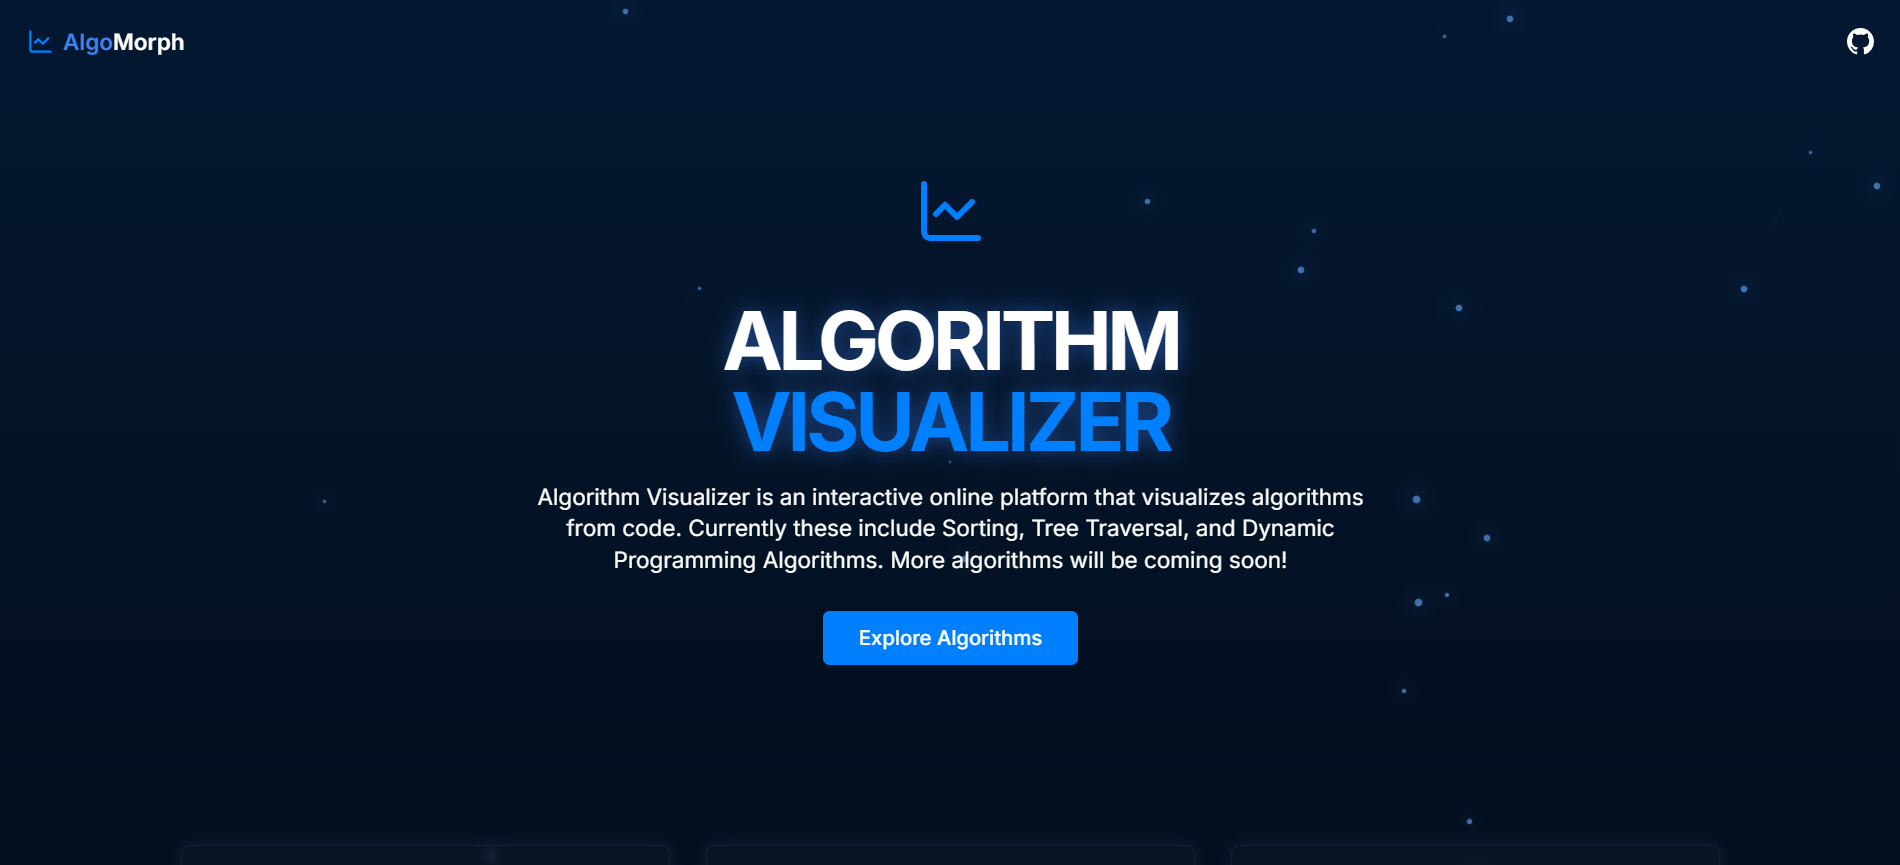 AlgoMorph
ALGORITHM
VISUALIZER
Algorithm Visualizer is an interactive online platform that visualizes algorithms
from code. Currently these include Sorting, Tree Traversal, and Dynamic
Programming Algorithms. More algorithms will be coming soon!
Explore Algorithms